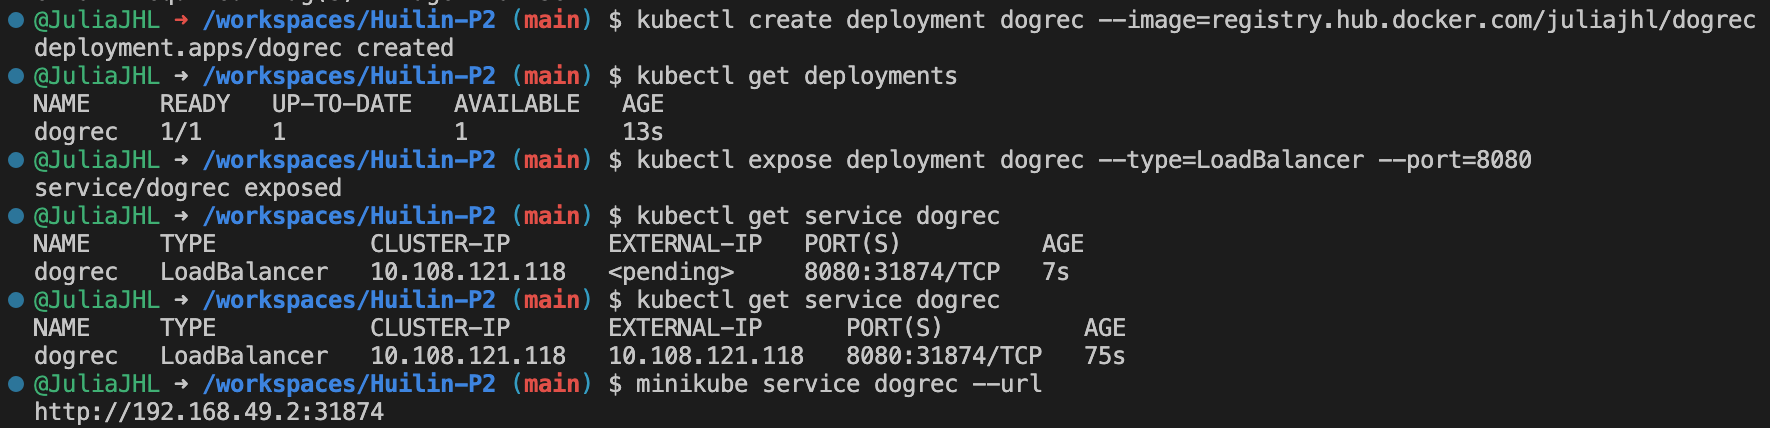 @JuliaJHL ➜ /workspaces/Huilin-P2 (main) $ kubectl create deployment dogrec --image=registry.hub.docker.com/juliajhl/dogrec
deployment.apps/dogrec created
@JuliaJHL ➜ /workspaces/Huilin-P2 (main) $ kubectl get deployments
NAME     READY   UP-TO-DATE   AVAILABLE   AGE
dogrec   1/1     1            1           13s
@JuliaJHL ➜ /workspaces/Huilin-P2 (main) $ kubectl expose deployment dogrec --type=LoadBalancer --port=8080
service/dogrec exposed
@JuliaJHL ➜ /workspaces/Huilin-P2 (main) $ kubectl get service dogrec
NAME     TYPE           CLUSTER-IP       EXTERNAL-IP   PORT(S)          AGE
dogrec   LoadBalancer   10.108.121.118   <pending>     8080:31874/TCP   7s
@JuliaJHL ➜ /workspaces/Huilin-P2 (main) $ kubectl get service dogrec
NAME     TYPE           CLUSTER-IP       EXTERNAL-IP      PORT(S)          AGE
dogrec   LoadBalancer   10.108.121.118   10.108.121.118   8080:31874/TCP   75s
@JuliaJHL ➜ /workspaces/Huilin-P2 (main) $ minikube service dogrec --url
http://192.168.49.2:31874